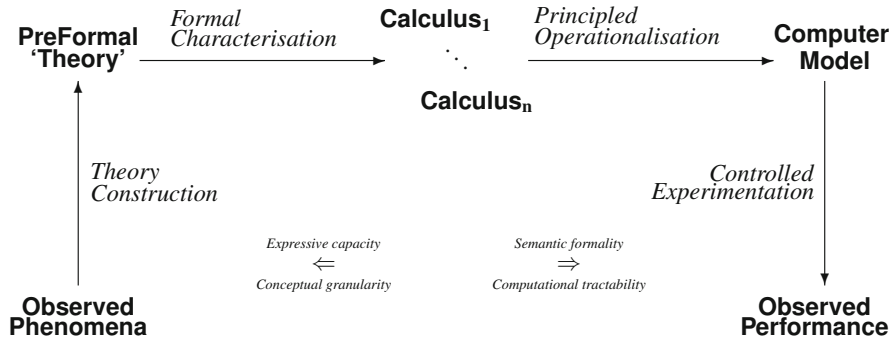 PreFormal
'Theory'
Formal
Characterisation
Calculus1
⋱
Calculusn
Principled
Operationalisation
Computer
Model
Theory
Construction
Controlled
Experimentation
Expressive capacity
⇐
Conceptual granularity
Semantic formality
⇒
Computational tractability
Observed
Phenomena
Observed
Performance